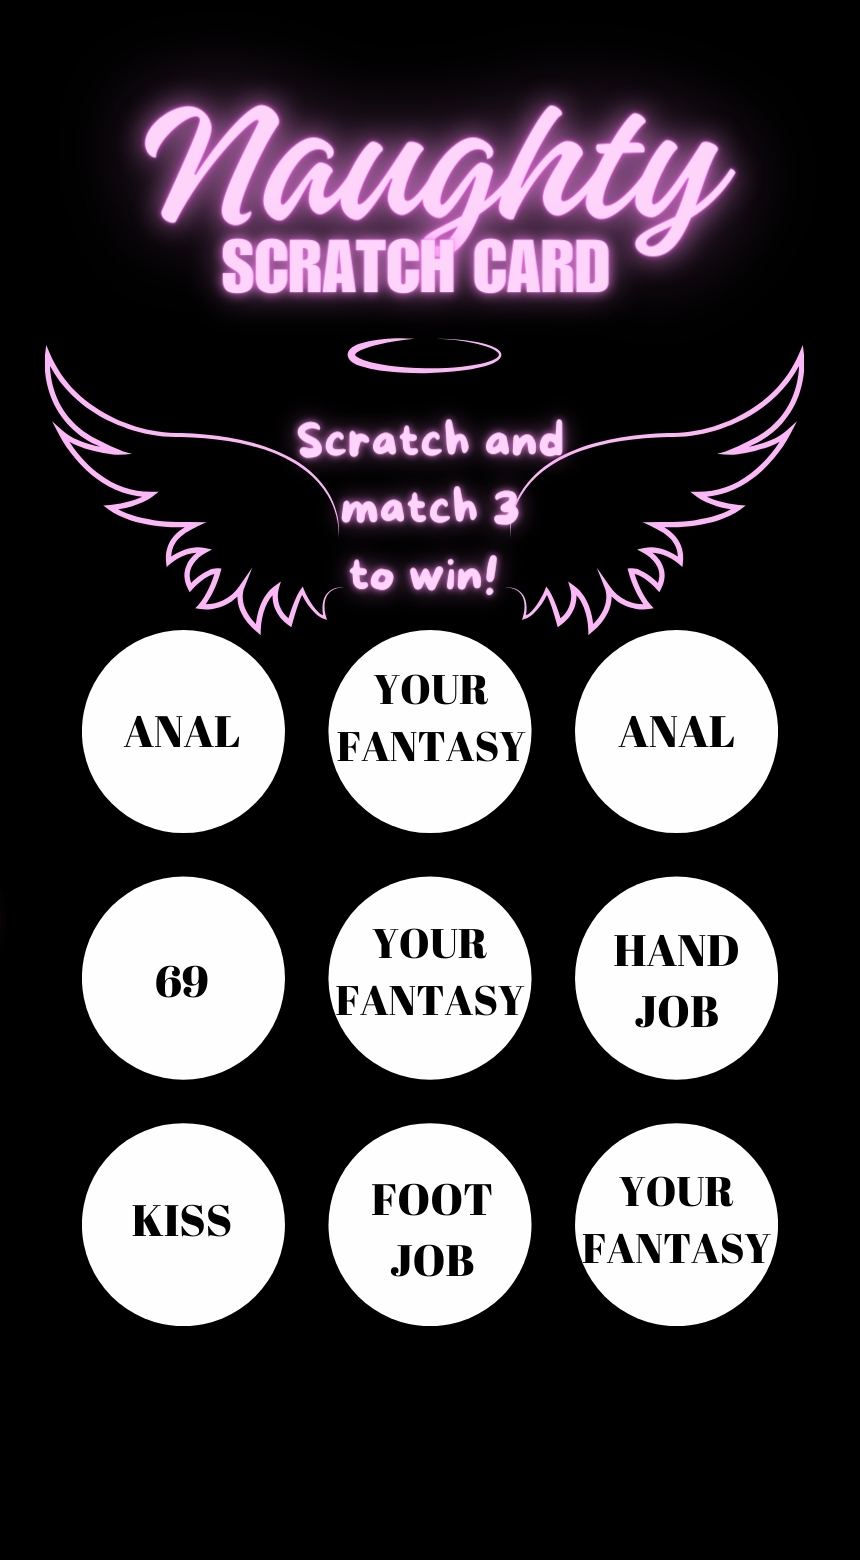 Naughty
SCRATCH CARD
Scratch and
match 3
to win!
ANAL
YOUR
FANTASY
ANAL
69
YOUR
FANTASY
HAND
JOB
KISS
FOOT
JOB
YOUR
FANTASY